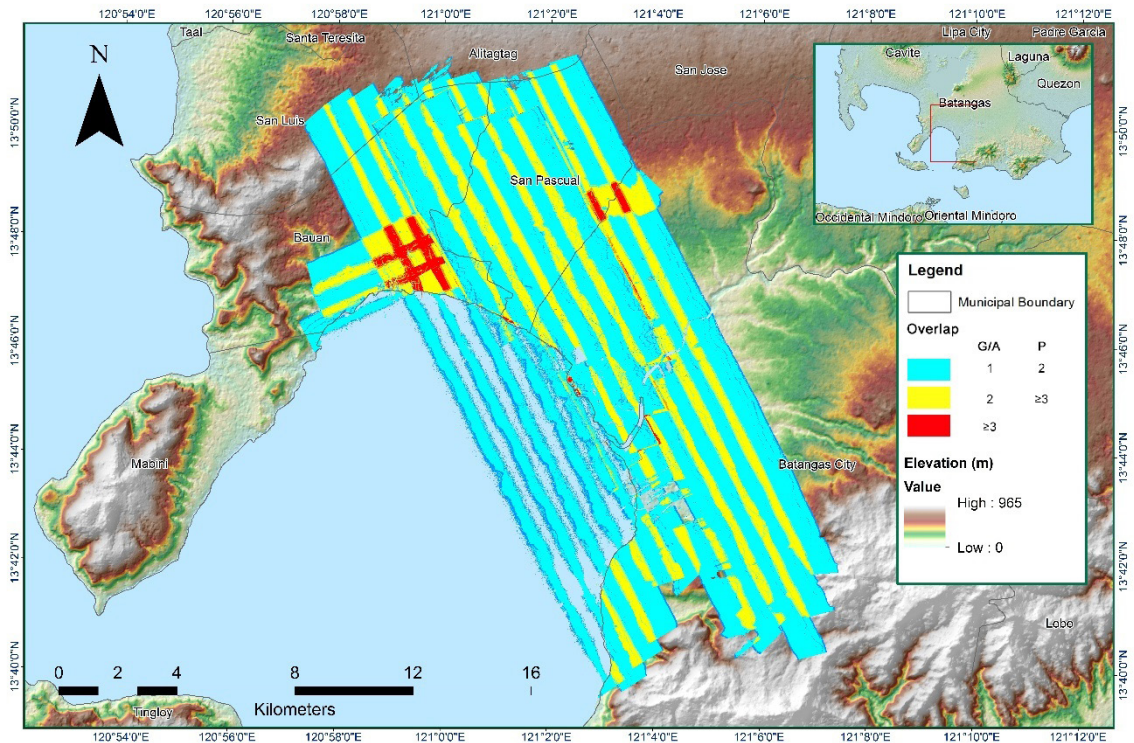 120°54'0"E 120°56'0"E 120°58'0"E 121°0'0"E 121°2'0"E 121°4'0"E 121°6'0"E 121°8'0"E 121°10'0"E 121°12'0"E
Taal
Santa Teresita
Alitagtag
San Jose
Lipa City
Padre Garcia
N
San Luis
San Pascual
Bauan
Mabini
Batangas City
Lobo
Tingloy
Cavite
Laguna
Quezon
Batangas
Occidental Mindoro
Oriental Mindoro
Legend
Municipal Boundary
Overlap
G/A P
1 2
2 ≥3
≥3
Elevation (m)
Value
High : 965
Low : 0
13°50'0"N
13°48'0"N
13°46'0"N
13°44'0"N
13°42'0"N
13°40'0"N
13°50'0"N
13°48'0"N
13°46'0"N
13°44'0"N
13°42'0"N
13°40'0"N
0 2 4 8 12 16
Kilometers
120°54'0"E 120°56'0"E 120°58'0"E 121°0'0"E 121°2'0"E 121°4'0"E 121°6'0"E 121°8'0"E 121°10'0"E 121°12'0"E